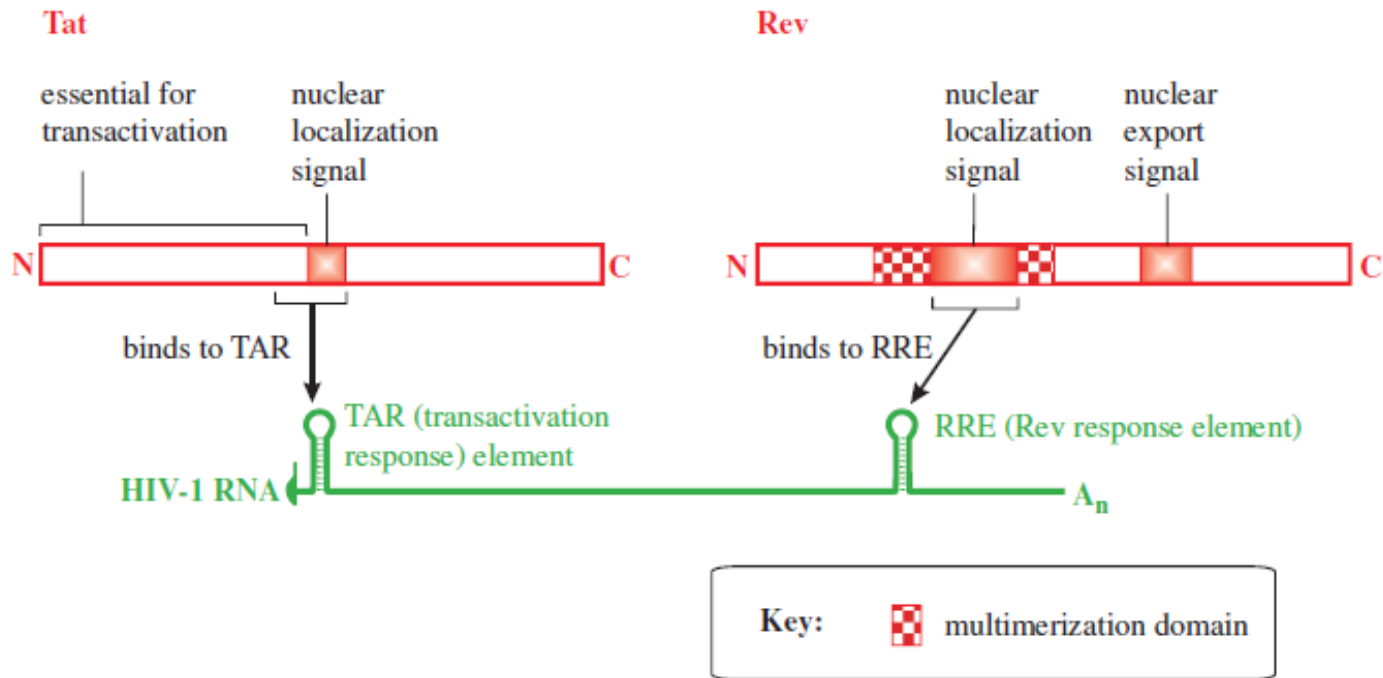 Tat
essential for
transactivation
nuclear
localization
signal
N
C
binds to TAR
Rev
nuclear
localization
signal
nuclear
export
signal
N
C
binds to RRE
TAR (transactivation
response) element
RRE (Rev response element)
HIV-1 RNA
An
Key:
multimerization domain